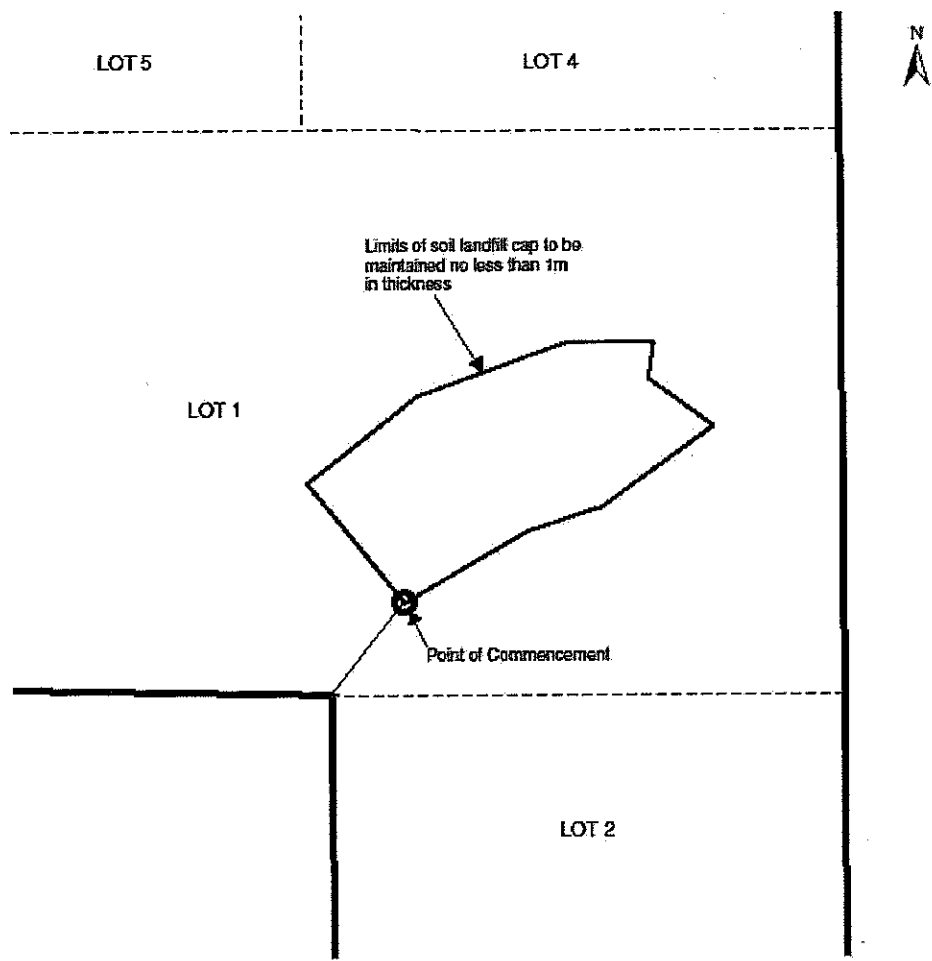 N
LOT 5
LOT 4
Limits of soil landfill cap to be
maintained no less than 1m
in thickness
LOT 1
Point of Commencement
LOT 2